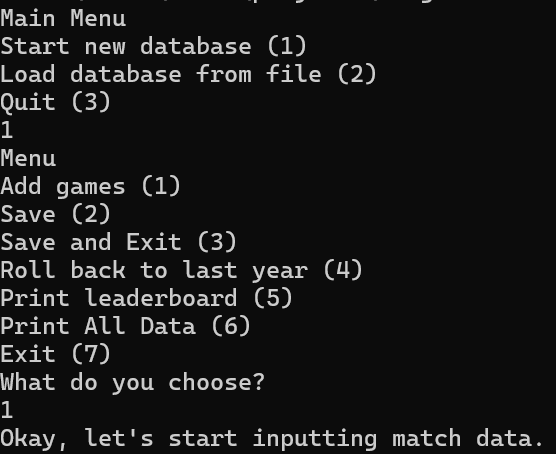 Main Menu
Start new database (1)
Load database from file (2)
Quit (3)
1
Menu
Add games (1)
Save (2)
Save and Exit (3)
Roll back to last year (4)
Print leaderboard (5)
Print All Data (6)
Exit (7)
What do you choose?
1
Okay, let's start inputting match data.